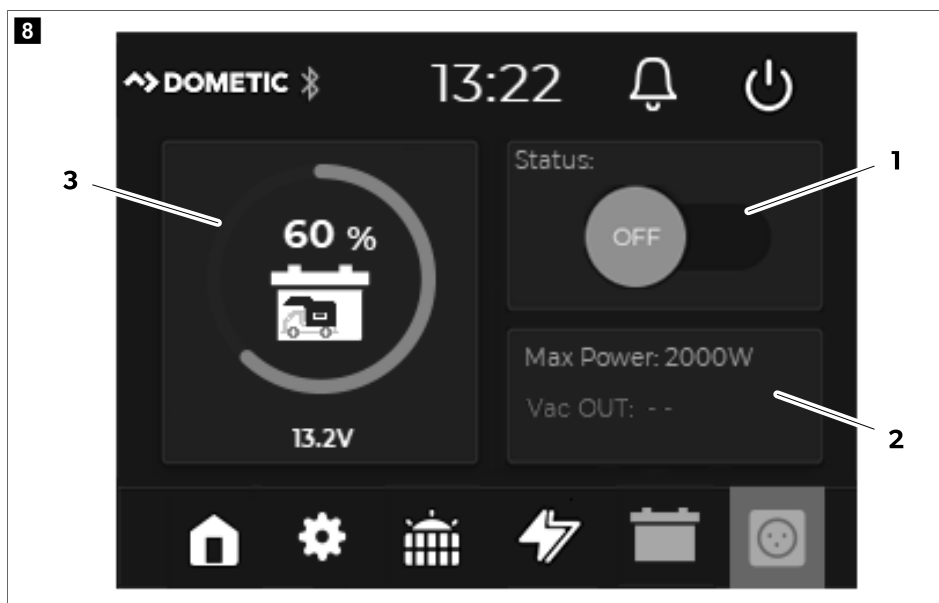 8
DOMETIC 13:22
3
60 %
13.2V
Status:
OFF
1
Max Power: 2000W
Vac OUT: - -
2